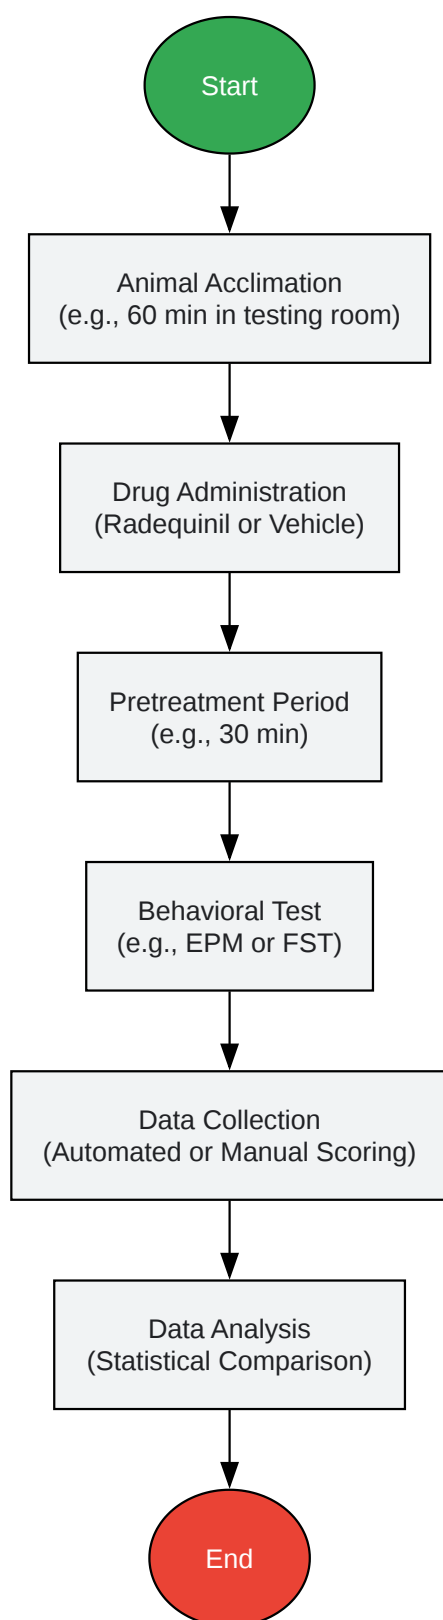 Start
Animal Acclimation
(e.g., 60 min in testing room)
Drug Administration
(Radequinil or Vehicle)
Pretreatment Period
(e.g., 30 min)
Behavioral Test
(e.g., EPM or FST)
Data Collection
(Automated or Manual Scoring)
Data Analysis
(Statistical Comparison)
End